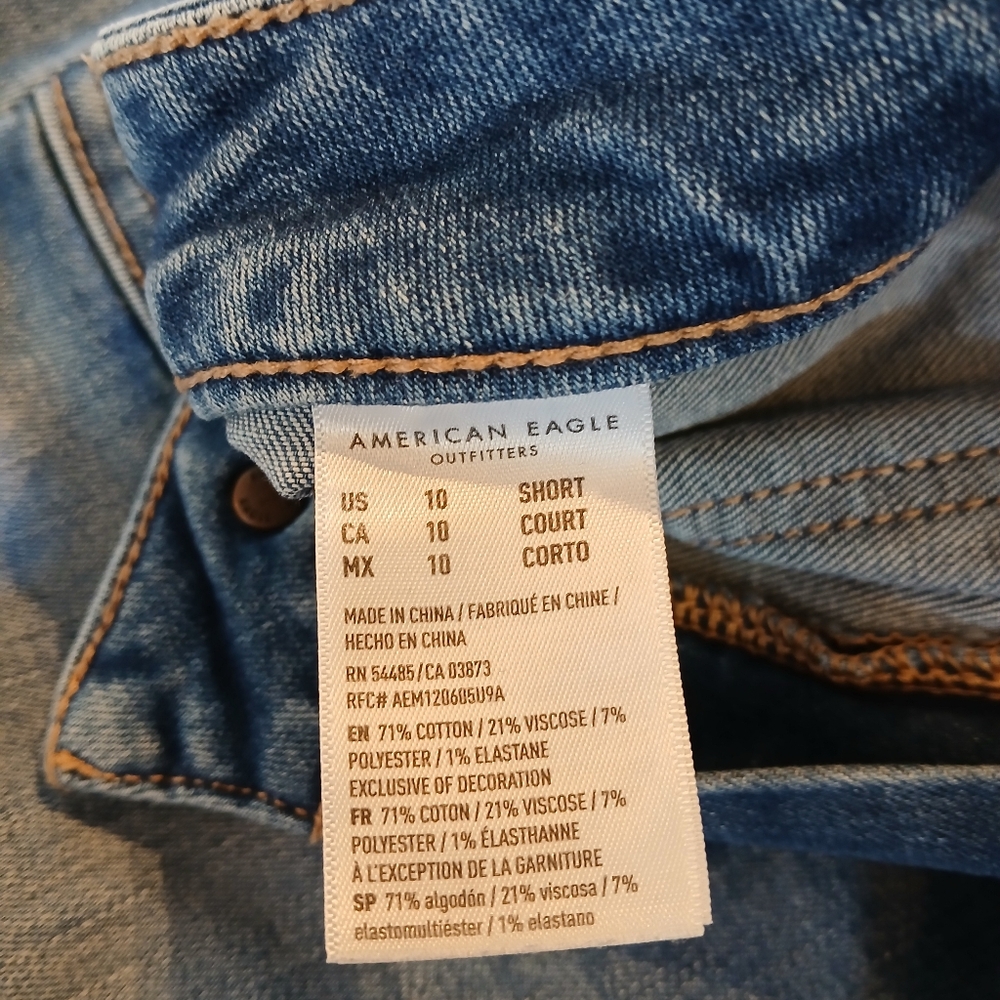 AMERICAN EAGLE
OUTFITTERS
US 10 SHORT
CA 10 COURT
MX 10 CORTO
MADE IN CHINA / FABRIQUÉ EN CHINE /
HECHO EN CHINA
RN 54485/CA 03873
RFC# AEM120605U9A
EN 71% COTTON / 21% VISCOSE / 7%
POLYESTER / 1% ELASTANE
EXCLUSIVE OF DECORATION
FR 71% COTON / 21% VISCOSE / 7%
POLYESTER / 1% ÉLASTHANNE
À L'EXCEPTION DE LA GARNITURE
SP 71% algodón / 21% viscosa / 7%
elastomultiéster / 1% elastano